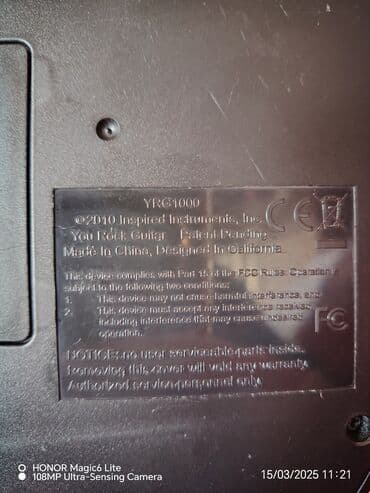 YRG1000
©2010 Inspired Instruments, Inc.
You Rock Guitar Patent Pending
Made In China, Designed In California.
CE
This device complies with Part 15 of the FCC Rules. Operation is
subject to the following two conditions:
1. This device may not cause harmful interference, and
2. This device must accept any interference received,
including interference that may cause undesired
operation.
FC
NOTICE: no user serviceable parts inside.
Removing this cover will void any warranty.
Authorized service personnel only.
HONOR Magic6 Lite
108MP Ultra-Sensing Camera
15/03/2025 11:21